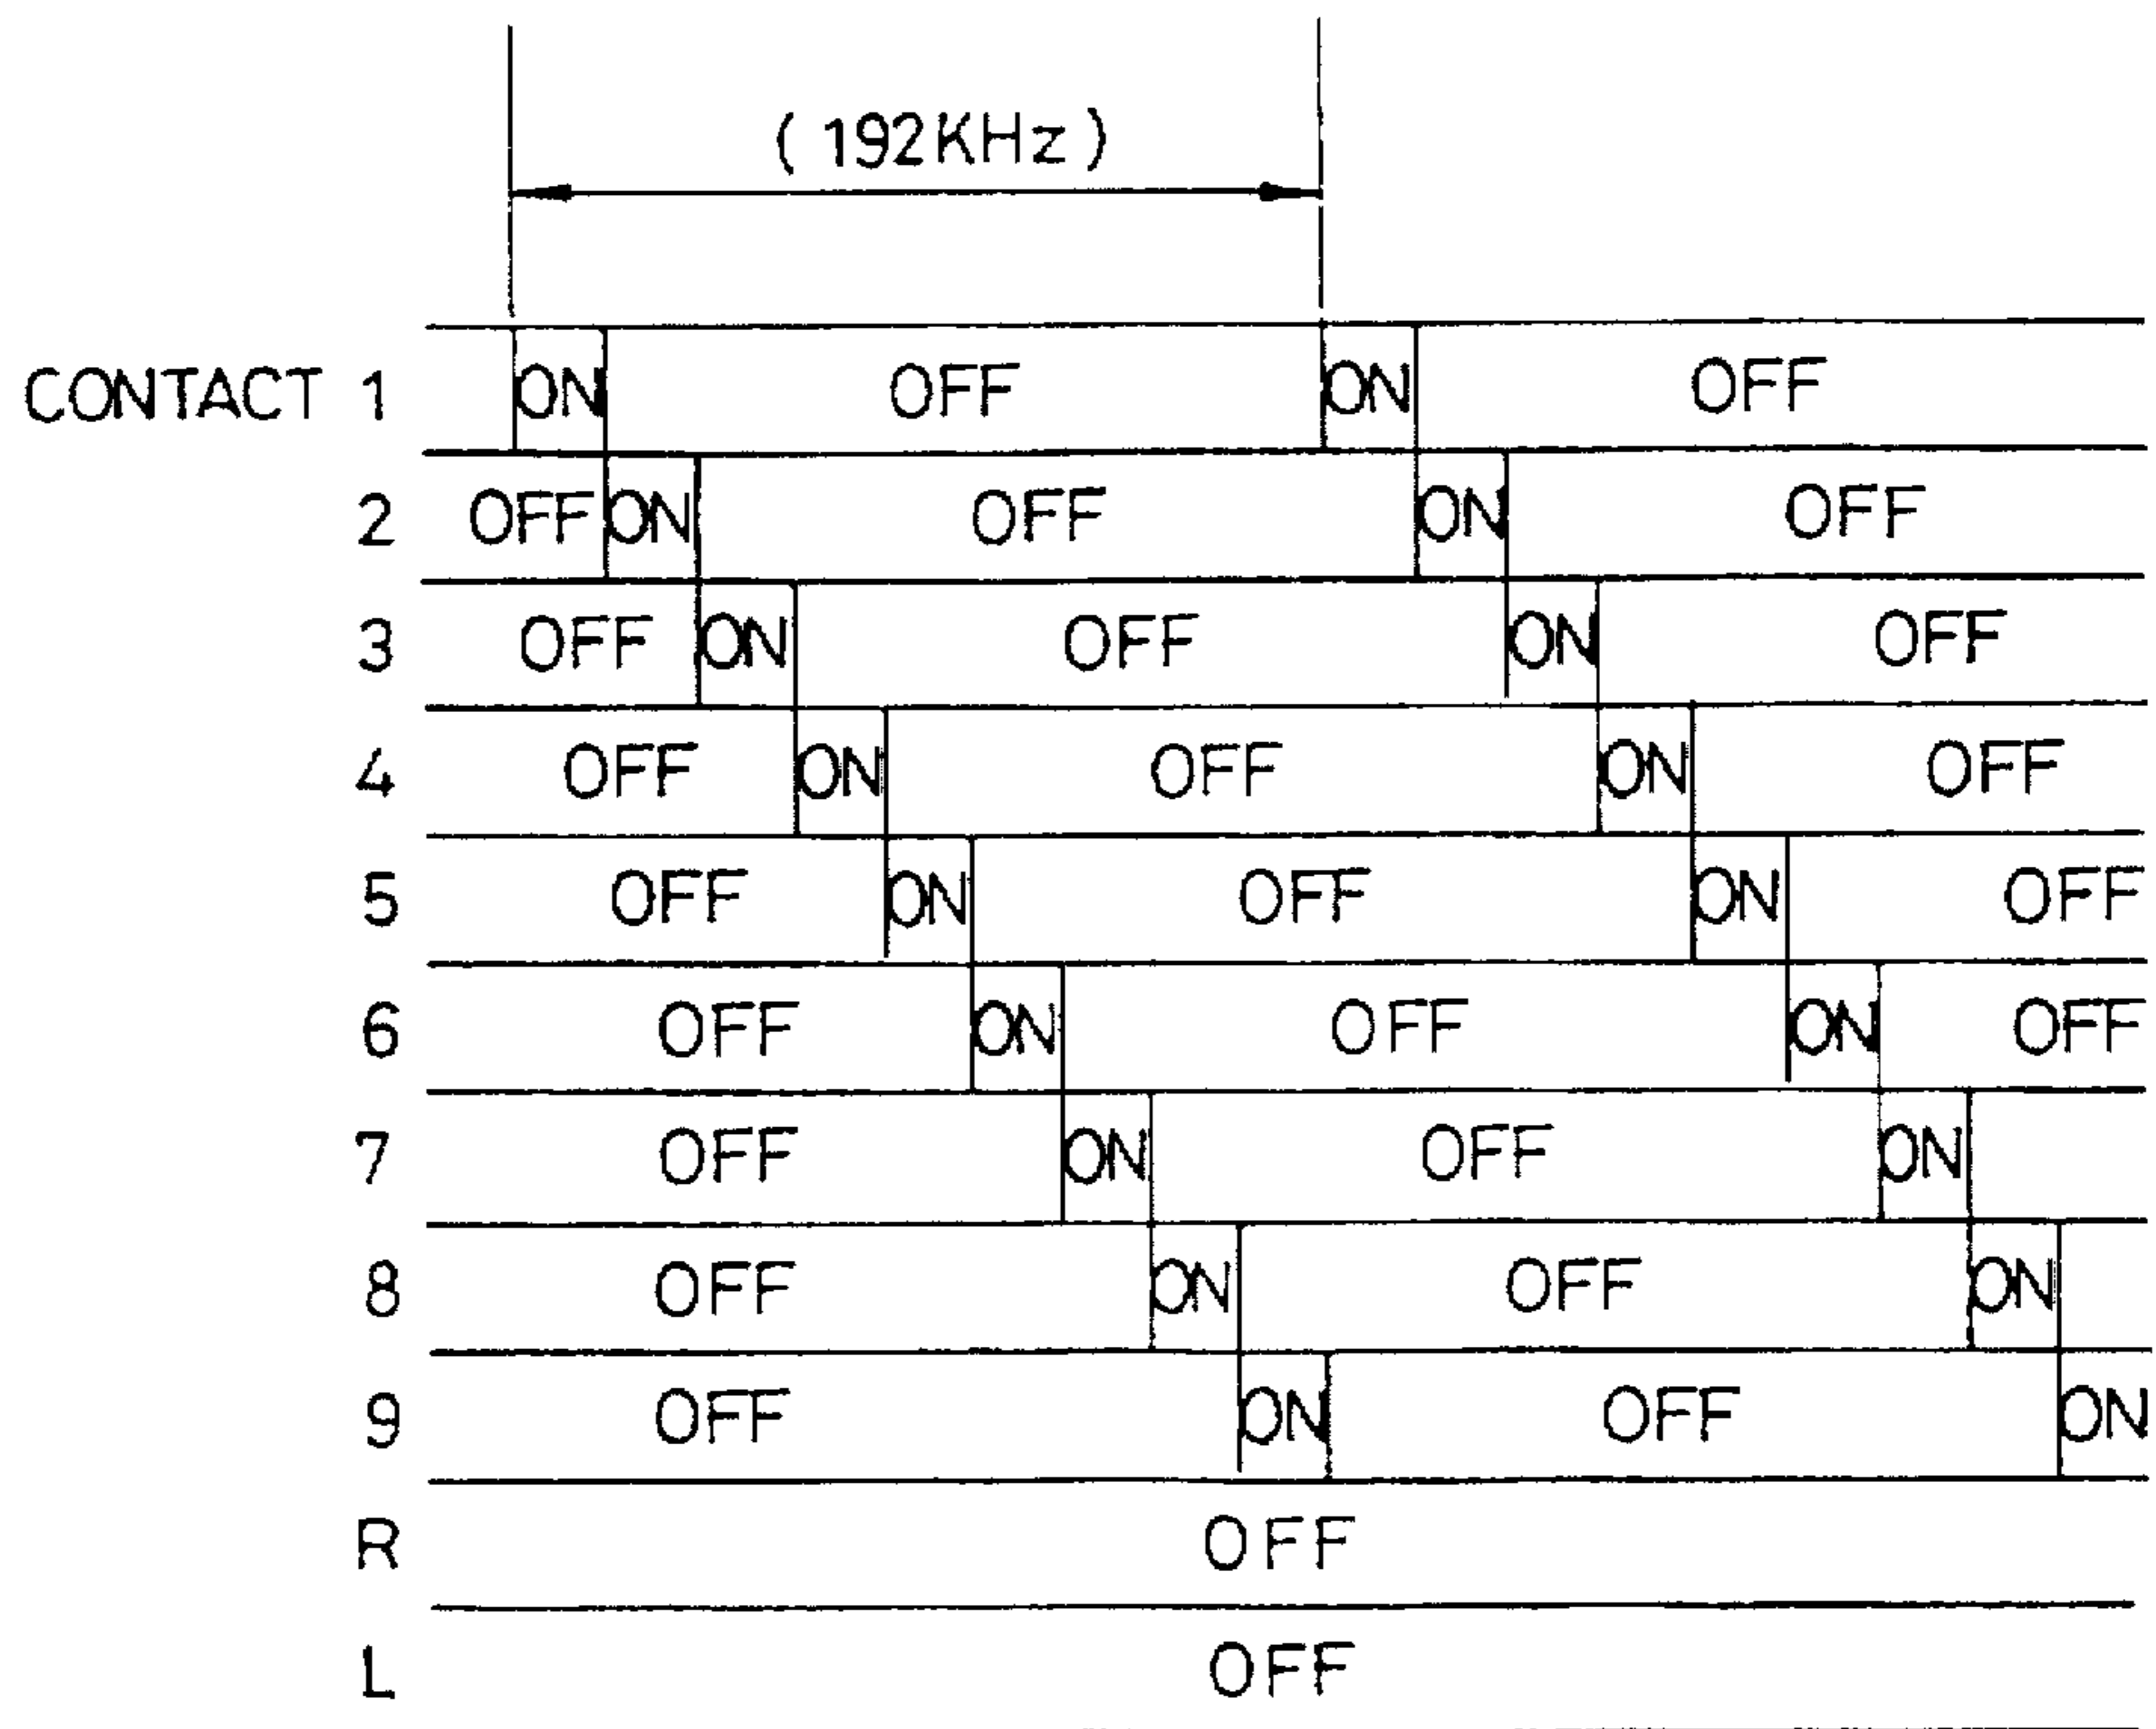 ( 192KHz )
CONTACT 1 ON OFF ON OFF
2 OFF ON OFF ON OFF
3 OFF ON OFF ON OFF
4 OFF ON OFF ON OFF
5 OFF ON OFF ON OFF
6 OFF ON OFF ON OFF
7 OFF ON OFF ON
8 OFF ON OFF ON
9 OFF ON OFF ON
R OFF
L OFF